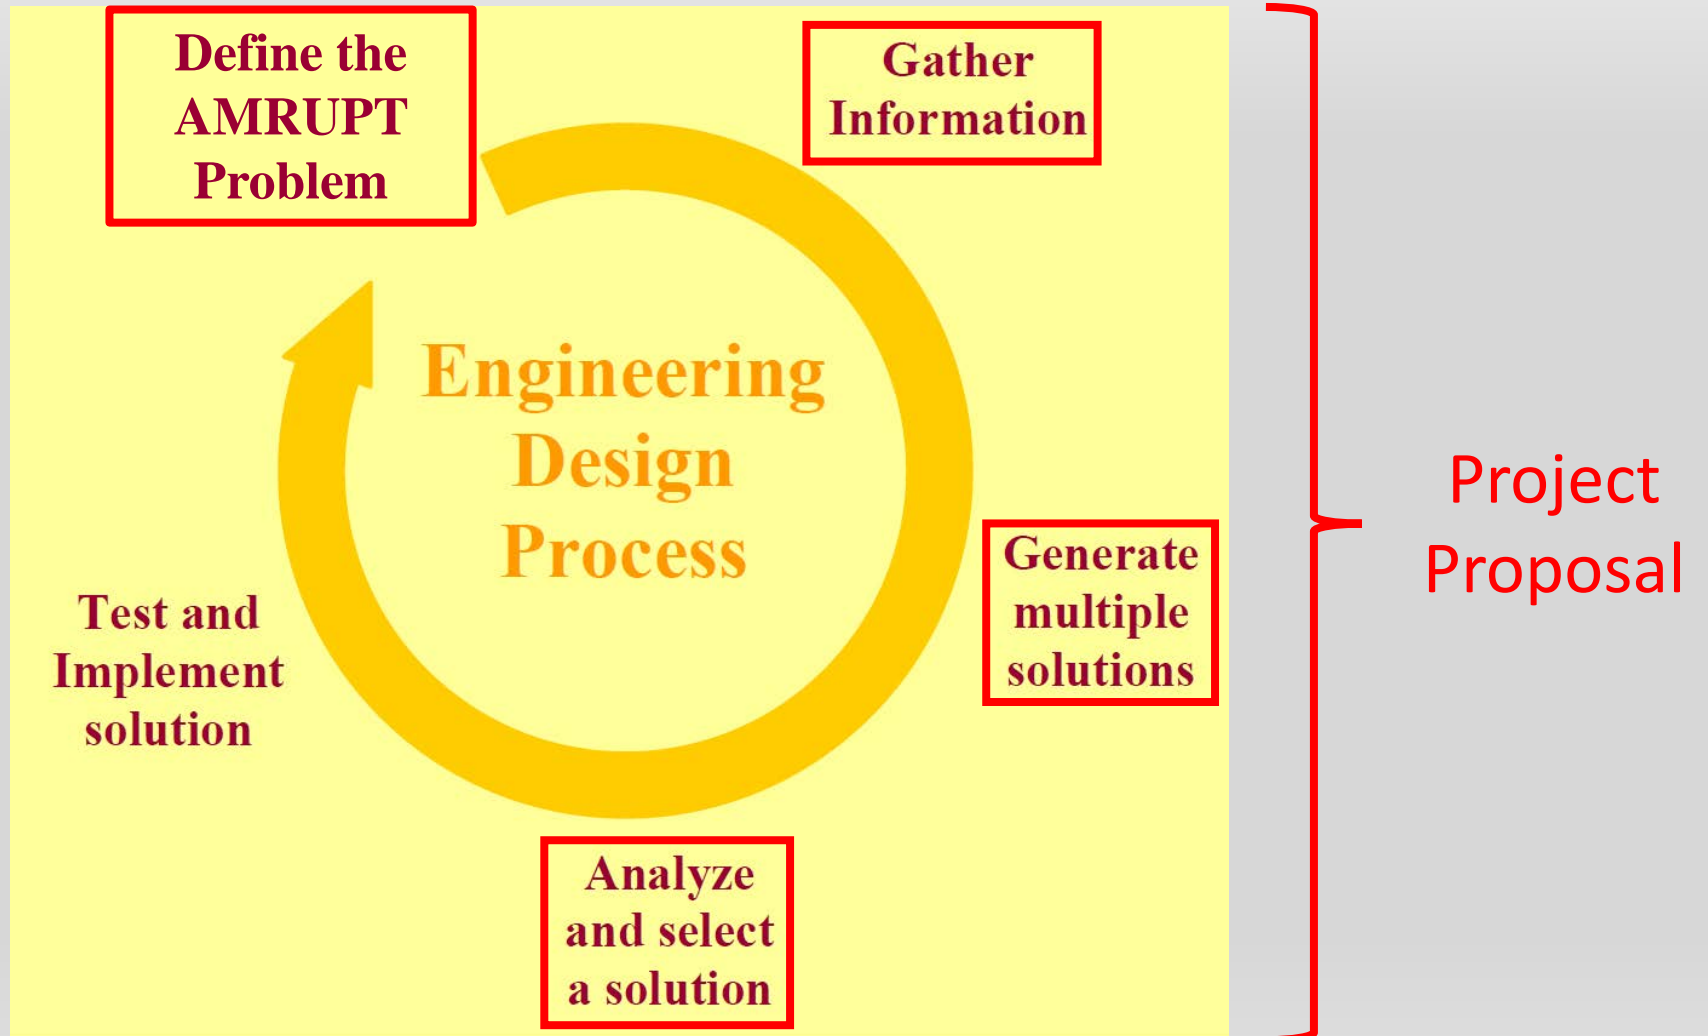 Define the
AMRUPT
Problem
Gather
Information
Engineering
Design
Process
Generate
multiple
solutions
Test and
Implement
solution
Analyze
and select
a solution
Project
Proposal